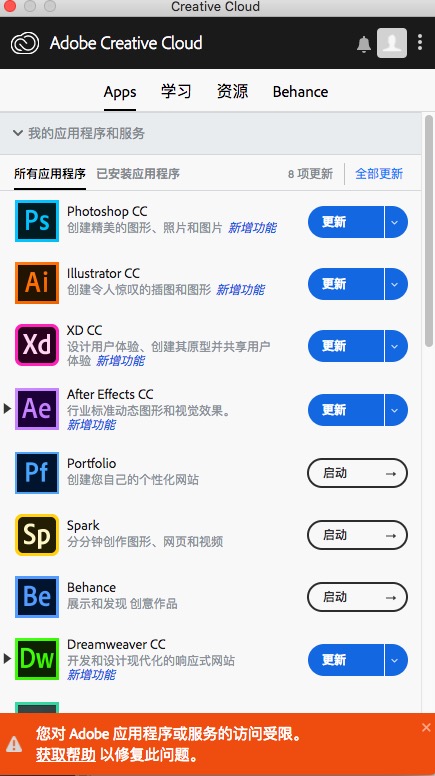 Creative Cloud
Adobe Creative Cloud
Apps 学习 资源 Behance
我的应用程序和服务
所有应用程序 已安装应用程序 8 项更新 全部更新
Ps
Photoshop CC
创建精美的图形、照片和图片 新增功能
更新
Ai
Illustrator CC
创建令人惊叹的插图和图形 新增功能
更新
Xd
XD CC
设计用户体验、创建其原型并共享用户
体验 新增功能
更新
Ae
After Effects CC
行业标准动态图形和视觉效果。
新增功能
更新
Pf
Portfolio
创建您自己的个性化网站
启动
Sp
Spark
分分钟创作图形、网页和视频
启动
Be
Behance
展示和发现 创意作品
启动
Dw
Dreamweaver CC
开发和设计现代化的响应式网站
新增功能
更新
您对 Adobe 应用程序或服务的访问受限。
获取帮助 以修复此问题。